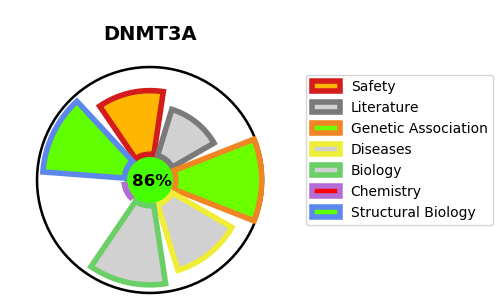 DNMT3A
86%
Safety
Literature
Genetic Association
Diseases
Biology
Chemistry
Structural Biology